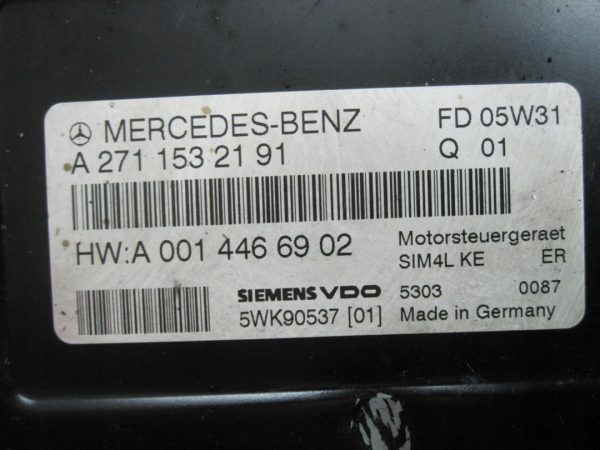 MERCEDES-BENZ FD 05W31
A 271 153 21 91 Q 01
HW:A 001 446 69 02 Motorsteuergeraet
SIM4L KE ER
SIEMENS VDO 5303 0087
5WK90537 [01] Made in Germany